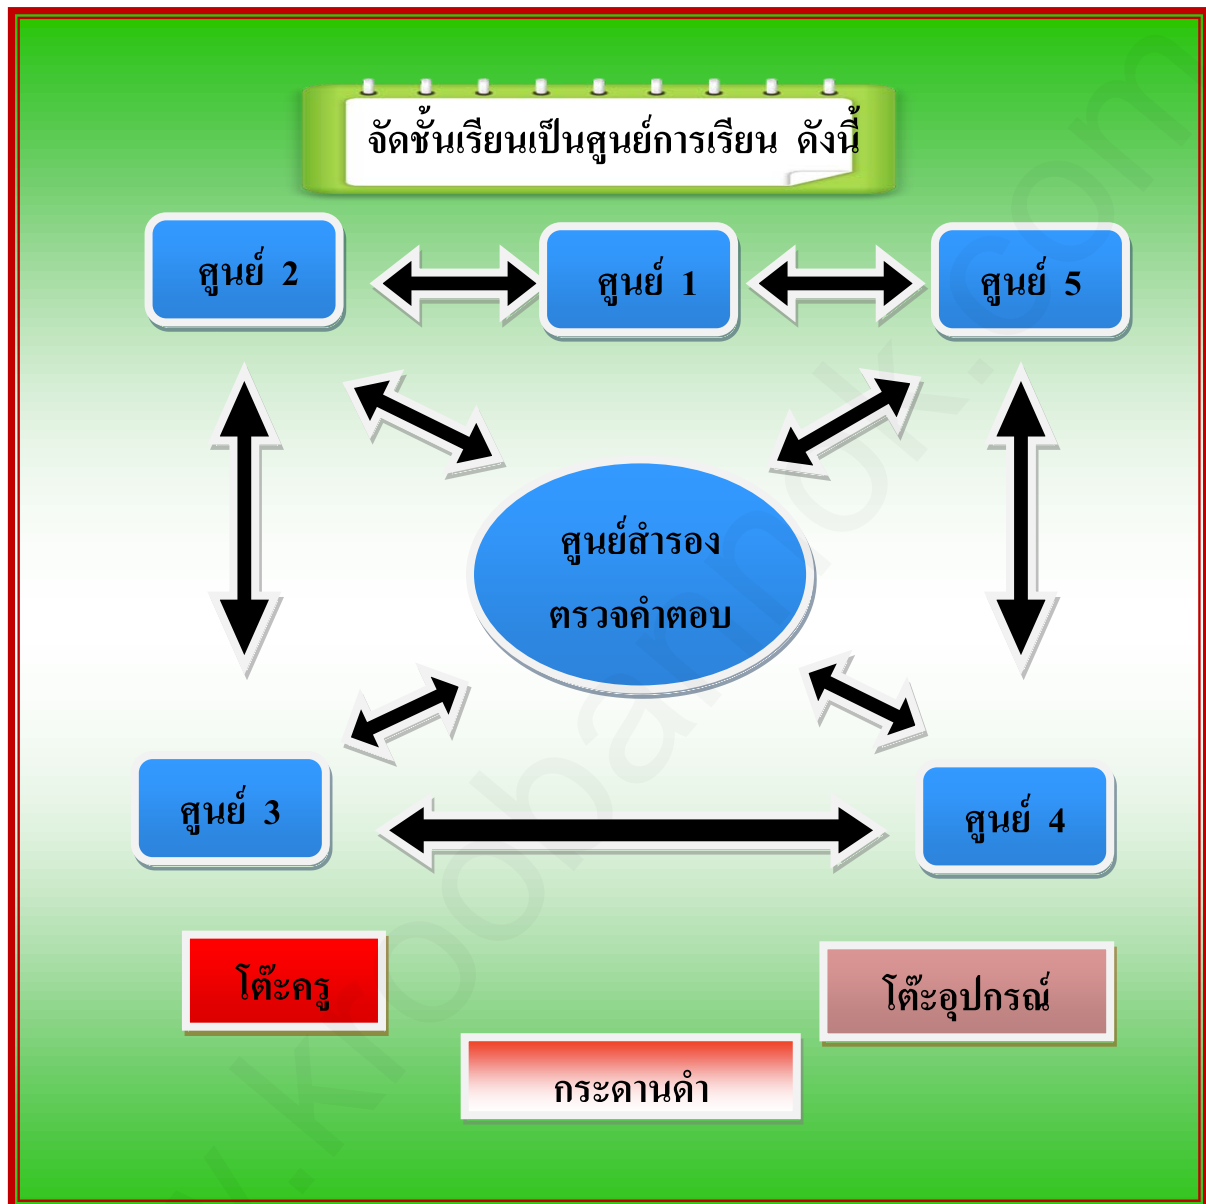 จัดชั้นเรียนเป็นศูนย์การเรียน ดังนี้
ศูนย์ 2
ศูนย์ 1
ศูนย์ 5
ศูนย์สำรอง
ตรวจคำตอบ
ศูนย์ 3
ศูนย์ 4
โต๊ะครู
โต๊ะอุปกรณ์
กระดานดำ
.kroobannok.com